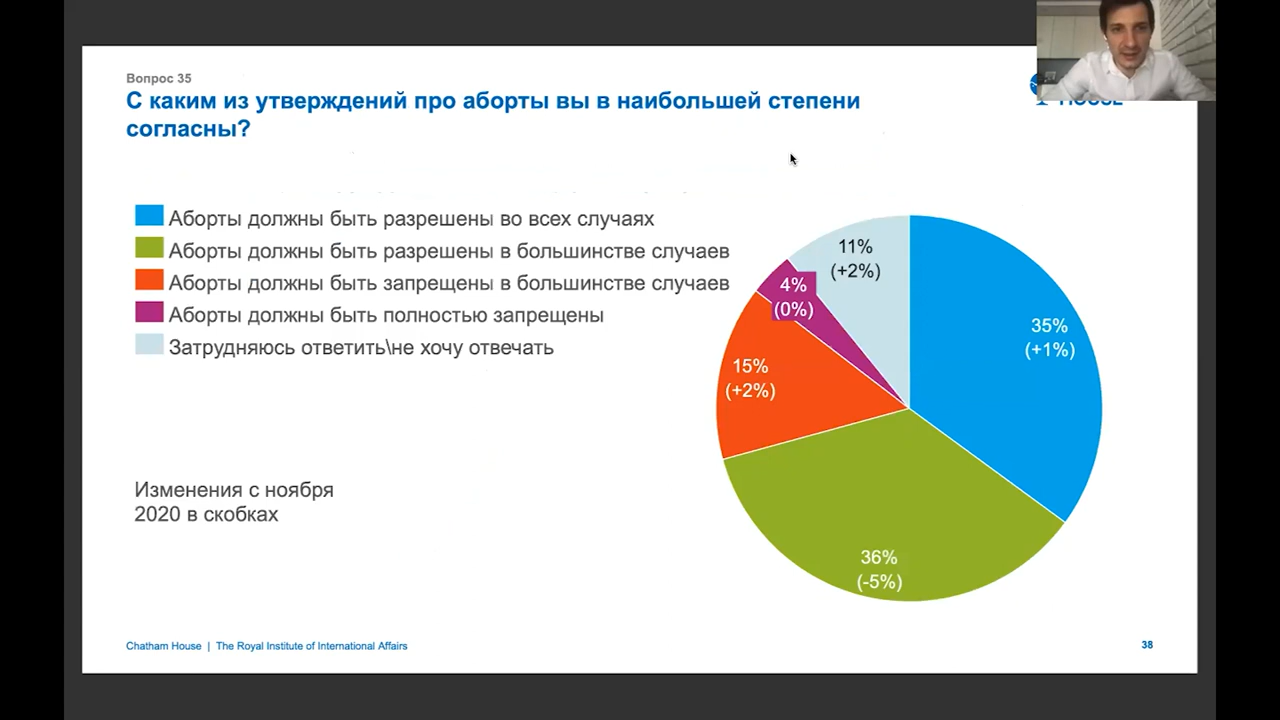 Вопрос 35
С каким из утверждений про аборты вы в наибольшей степени
согласны?
Аборты должны быть разрешены во всех случаях
Аборты должны быть разрешены в большинстве случаев
Аборты должны быть запрещены в большинстве случаев
Аборты должны быть полностью запрещены
Затрудняюсь ответить\не хочу отвечать
11%
(+2%)
4%
(0%)
35%
(+1%)
15%
(+2%)
36%
(-5%)
Изменения с ноября
2020 в скобках
Chatham House | The Royal Institute of International Affairs
38